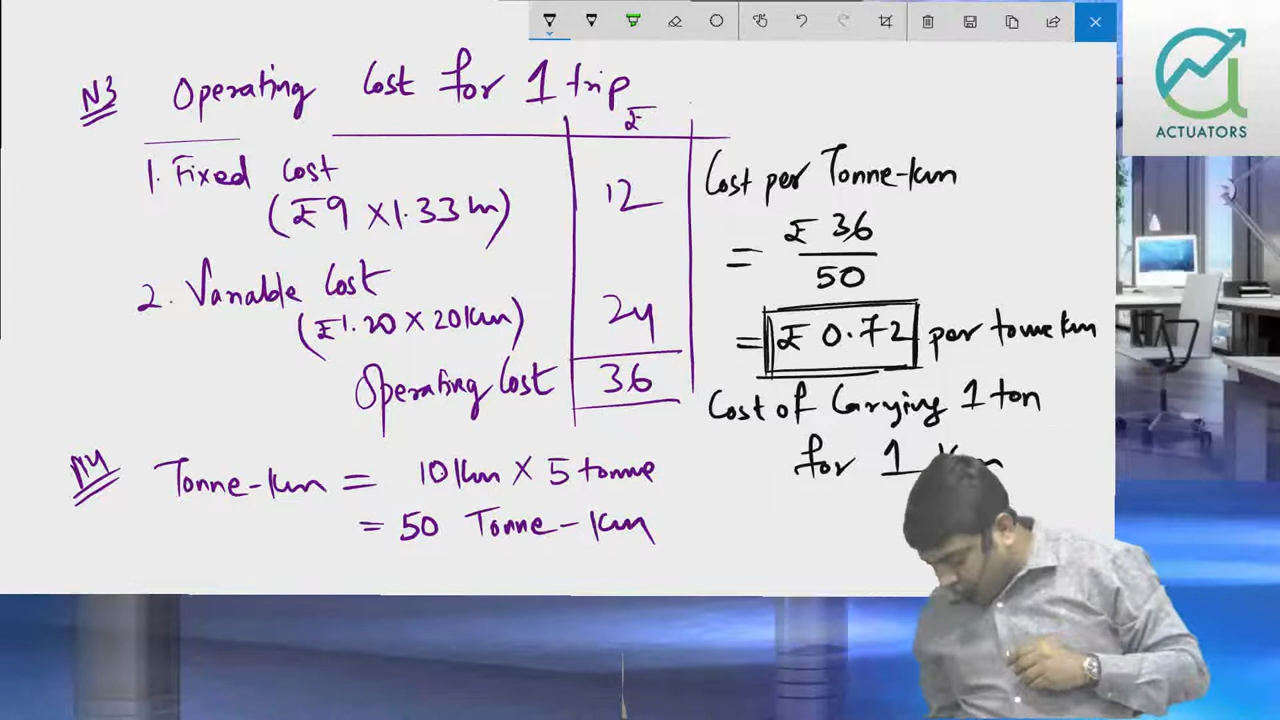 N3 Operating Cost for 1 trip
₹
1. Fixed Cost
(₹9 X 1.33 hr) 12
2. Variable Cost
(₹1.20 X 20 km) 24
Operating Cost 36
N4 Tonne-km = 10 km X 5 tonne
= 50 Tonne-km
Cost per Tonne-km
= ₹ 36
50
= ₹ 0.72 per tonne km
Cost of Carrying 1 ton
for 1
ACTUATORS